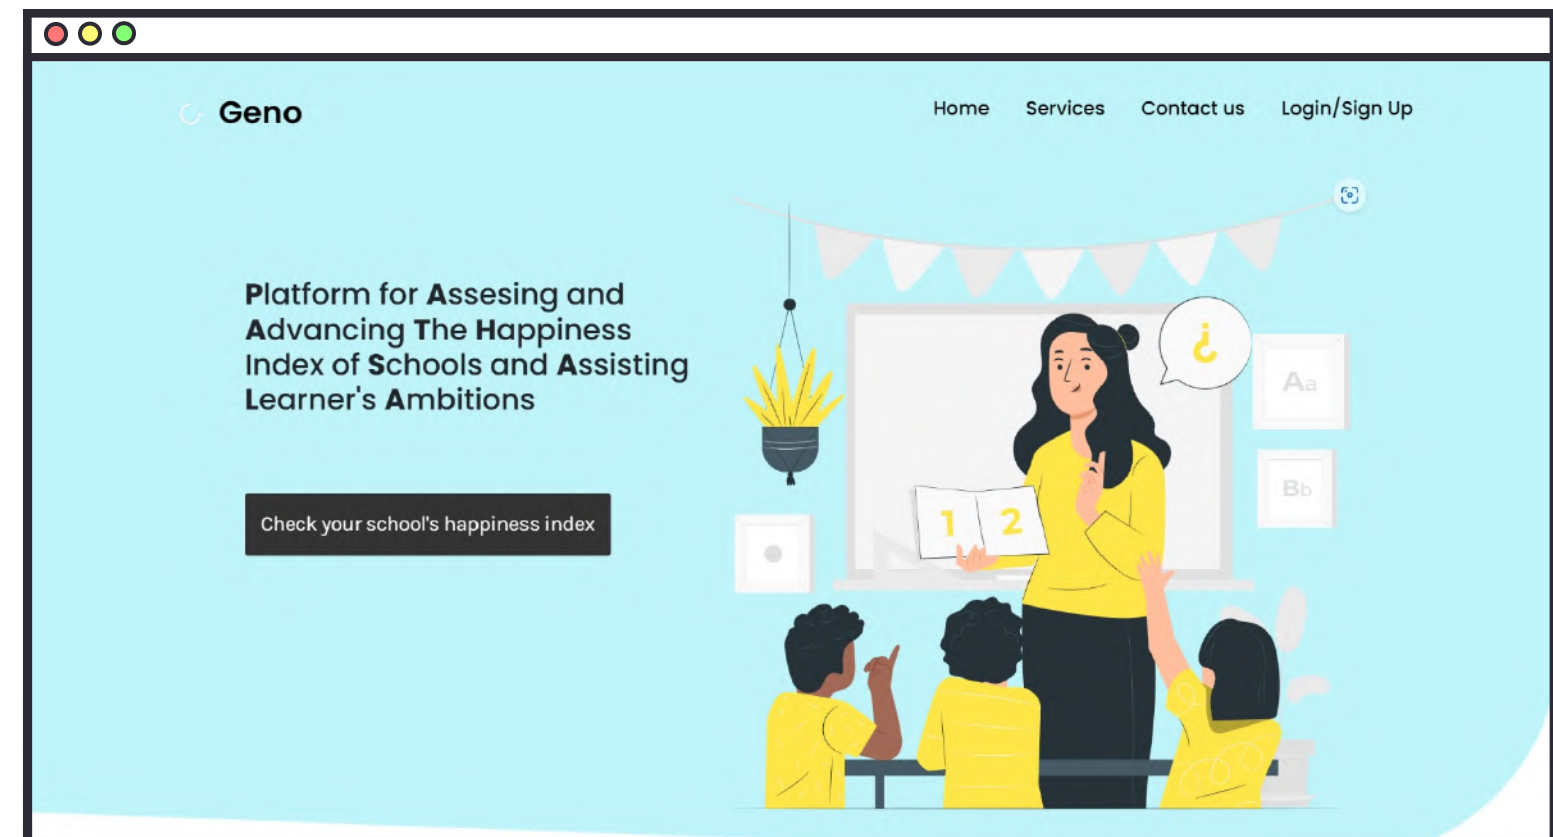 Geno
Home Services Contact us Login/Sign Up
Platform for Assesing and
Advancing The Happiness
Index of Schools and Assisting
Learner's Ambitions
Check your school's happiness index
¿
Aa
Bb
1 2